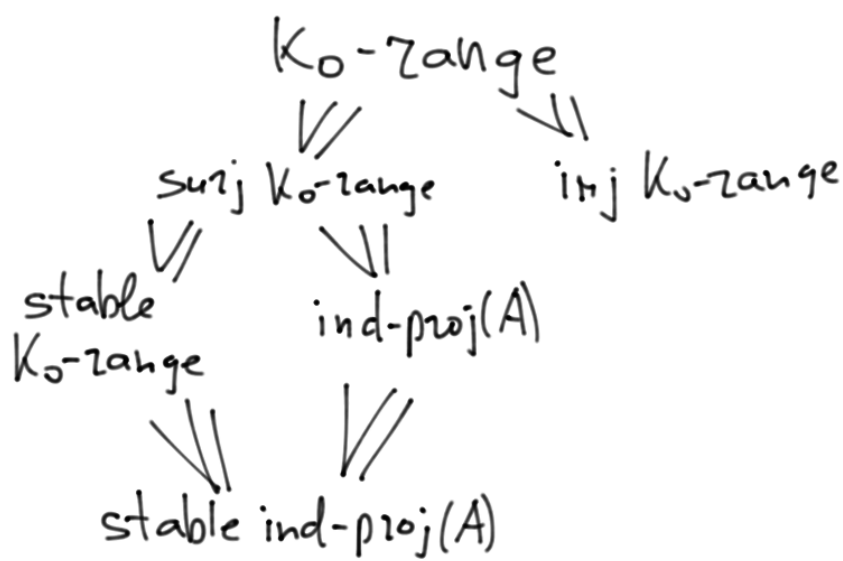 K₀-range
surj K₀-range
inj K₀-range
stable
K₀-range
ind-proj(A)
stable ind-proj(A)